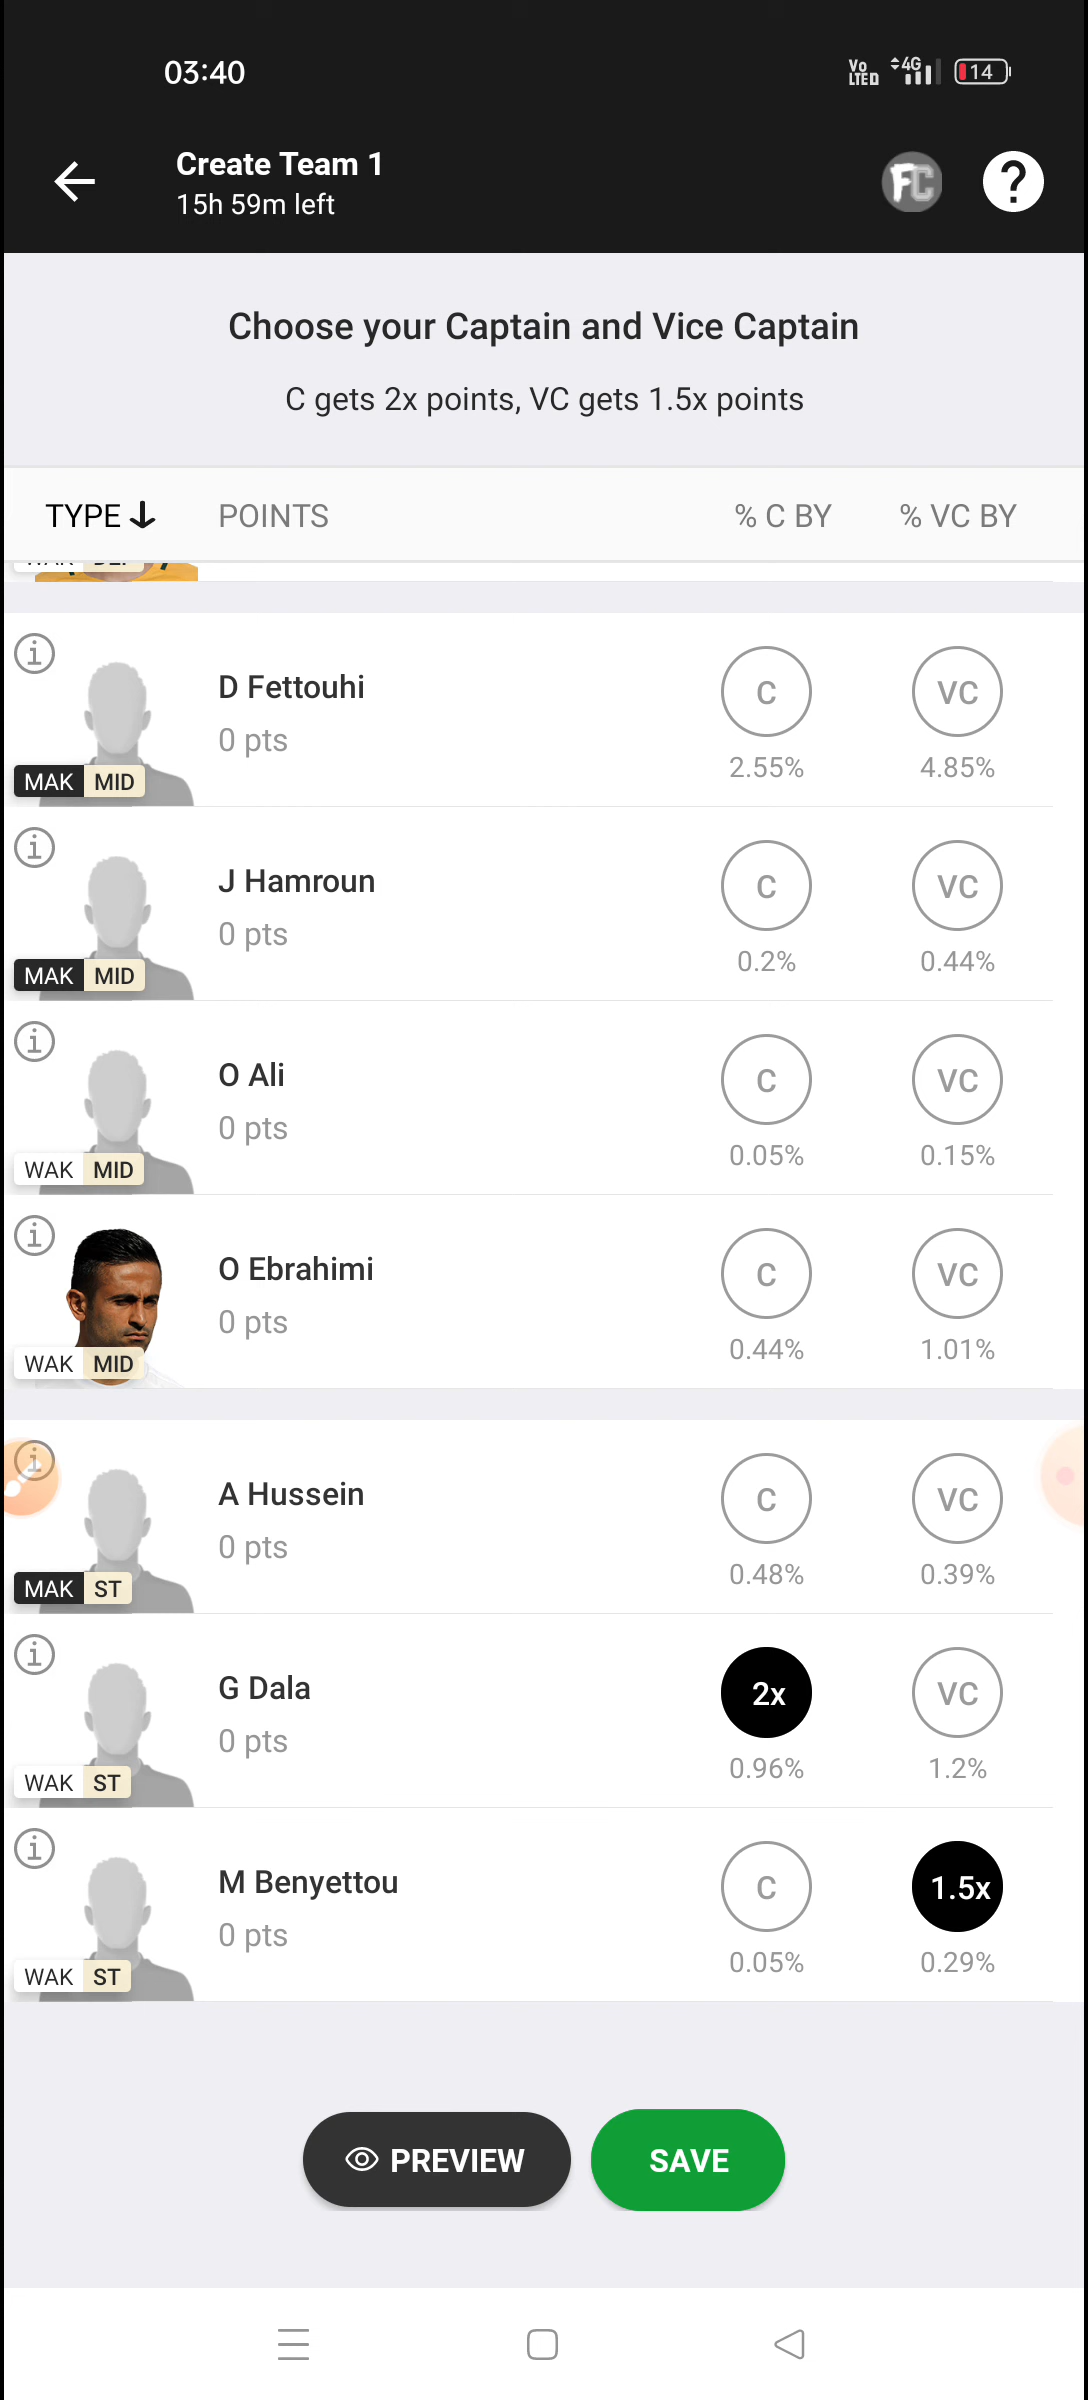 03:40
Vo LTED 4G 14
Create Team 1
15h 59m left
FC ?
Choose your Captain and Vice Captain
C gets 2x points, VC gets 1.5x points
TYPE POINTS % C BY % VC BY
D Fettouhi
0 pts
MAK MID
C VC
2.55% 4.85%
J Hamroun
0 pts
MAK MID
C VC
0.2% 0.44%
O Ali
0 pts
WAK MID
C VC
0.05% 0.15%
O Ebrahimi
0 pts
WAK MID
C VC
0.44% 1.01%
A Hussein
0 pts
MAK ST
C VC
0.48% 0.39%
G Dala
0 pts
WAK ST
2x VC
0.96% 1.2%
M Benyettou
0 pts
WAK ST
C 1.5x
0.05% 0.29%
PREVIEW SAVE